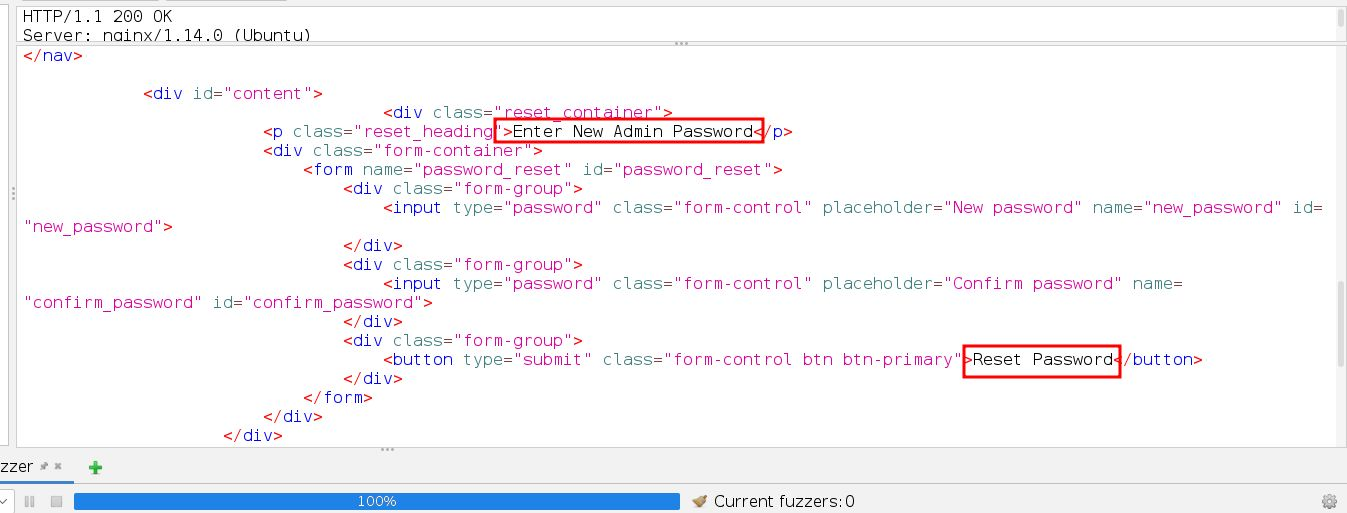 HTTP/1.1 200 OK
Server: nginx/1.14.0 (Ubuntu)
</nav>
<div id="content">
<div class="reset_container">
<p class="reset_heading">Enter New Admin Password</p>
<div class="form-container">
<form name="password_reset" id="password_reset">
<div class="form-group">
<input type="password" class="form-control" placeholder="New password" name="new_password" id=
"new_password">
</div>
<div class="form-group">
<input type="password" class="form-control" placeholder="Confirm password" name=
"confirm_password" id="confirm_password">
</div>
<div class="form-group">
<button type="submit" class="form-control btn btn-primary">Reset Password</button>
</div>
</form>
</div>
</div>
zzer
100%
Current fuzzers:0